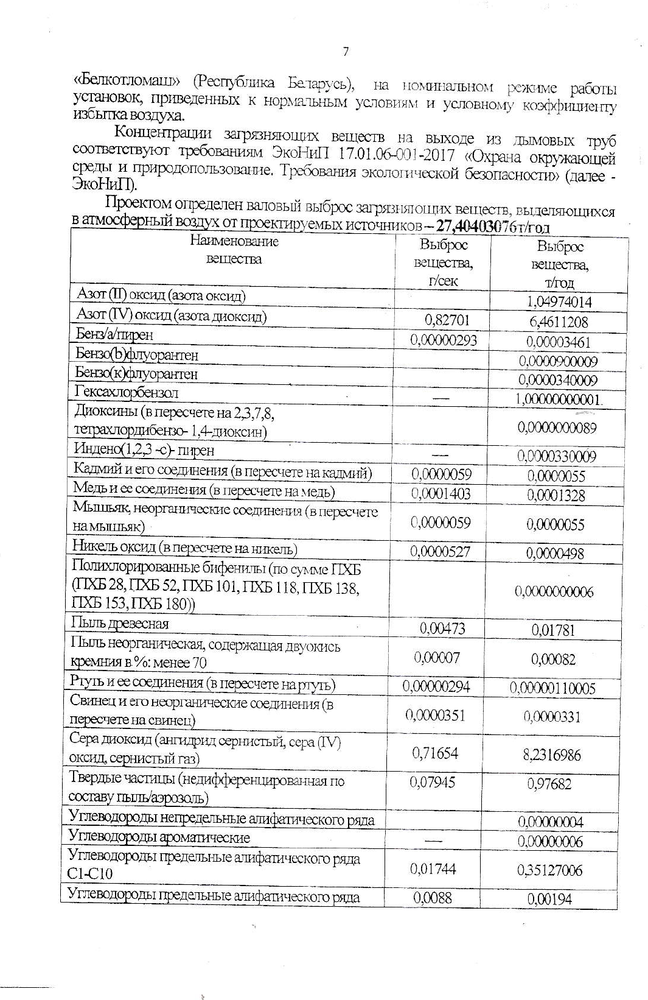 7
«Белкотломаш» (Республика Беларусь), на номинальном режиме работы
установок, приведенных к нормальным условиям и условному коэффициенту
избытка воздуха.
Концентрации загрязняющих веществ на выходе из дымовых труб
соответствуют требованиям ЭкоНиП 17.01.06-001-2017 «Охрана окружающей
среды и природопользование. Требования экологической безопасности» (далее -
ЭкоНиП).
Проектом определен валовый выброс загрязняющих веществ, выделяющихся
в атмосферный воздух от проектируемых источников – 27,40403076т/год
Наименование
вещества
Выброс
вещества,
г/сек
Выброс
вещества,
т/год
Азот (II) оксид (азота оксид)
1,04974014
Азот (IV) оксид (азота диоксид) 0,82701 6,4611208
Бенз/а/пирен 0,00000293 0,00003461
Бензо(b)флуорантен
0,0000900009
Бензо(к)флуорантен
0,0000340009
Гексахлорбензол — 1,00000000001
Диоксины (в пересчете на 2,3,7,8,
тетрахлордибензо- 1,4-диоксин)
0,0000000089
Индено(1,2,3 -с)- пирен — 0,0000330009
Кадмий и его соединения (в пересчете на кадмий) 0,0000059 0,0000055
Медь и ее соединения (в пересчете на медь) 0,0001403 0,0001328
Мышьяк, неорганические соединения (в пересчете
на мышьяк)
0,0000059 0,0000055
Никель оксид (в пересчете на никель) 0,0000527 0,0000498
Полихлорированные бифенилы (по сумме ПХБ
(ПХБ 28, ПХБ 52, ПХБ 101, ПХБ 118, ПХБ 138,
ПХБ 153, ПХБ 180))
0,0000000006
Пыль древесная 0,00473 0,01781
Пыль неорганическая, содержащая двуокись
кремния в %: менее 70
0,00007 0,00082
Ртуть и ее соединения (в пересчете на ртуть) 0,00000294 0,00000110005
Свинец и его неорганические соединения (в
пересчете на свинец)
0,0000351 0,0000331
Сера диоксид (ангидрид сернистый, сера (IV)
оксид, сернистый газ)
0,71654 8,2316986
Твердые частицы (недифференцированная по
составу пыль/аэрозоль)
0,07945 0,97682
Углеводороды непредельные алифатического ряда
0,00000004
Углеводороды ароматические — 0,00000006
Углеводороды предельные алифатического ряда
С1-С10
0,01744 0,35127006
Углеводороды предельные алифатического ряда 0,0088 0,00194